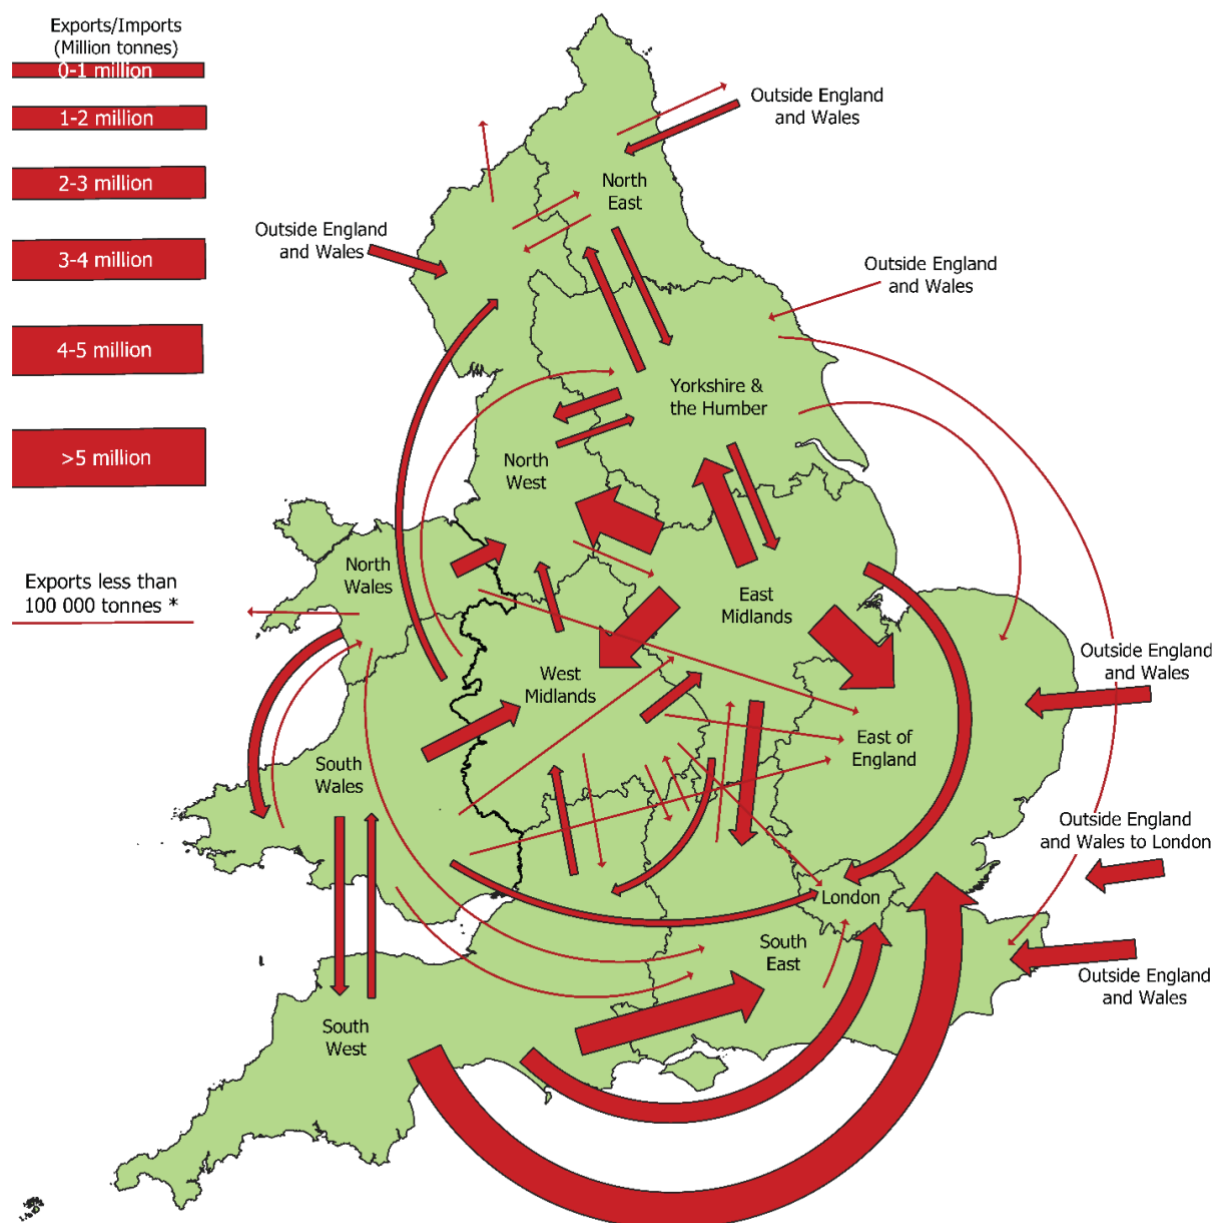 Exports/Imports
(Million tonnes)
0-1 million
1-2 million
2-3 million
3-4 million
4-5 million
>5 million
Exports less than
100 000 tonnes *
Outside England
and Wales
North
East
Outside England
and Wales
Outside England
and Wales
Yorkshire &
the Humber
North
West
North
Wales
East
Midlands
West
Midlands
Outside England
and Wales
East of
England
South
Wales
Outside England
and Wales to London
London
South
East
Outside England
and Wales
South
West